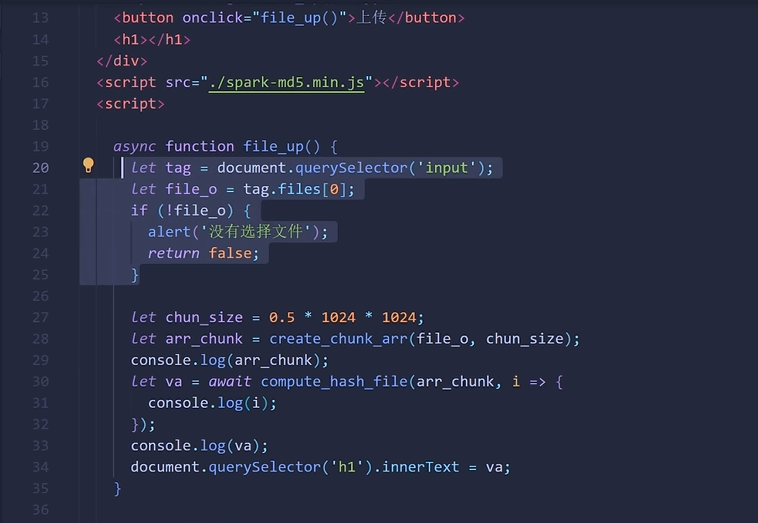 13 <button onclick="file_up()">上传</button>
14 <h1></h1>
15 </div>
16 <script src="./spark-md5.min.js"></script>
17 <script>
18
19 async function file_up() {
20 let tag = document.querySelector('input');
21 let file_o = tag.files[0];
22 if (!file_o) {
23 alert('没有选择文件');
24 return false;
25 }
26
27 let chun_size = 0.5 * 1024 * 1024;
28 let arr_chunk = create_chunk_arr(file_o, chun_size);
29 console.log(arr_chunk);
30 let va = await compute_hash_file(arr_chunk, i => {
31 console.log(i);
32 });
33 console.log(va);
34 document.querySelector('h1').innerText = va;
35 }
36